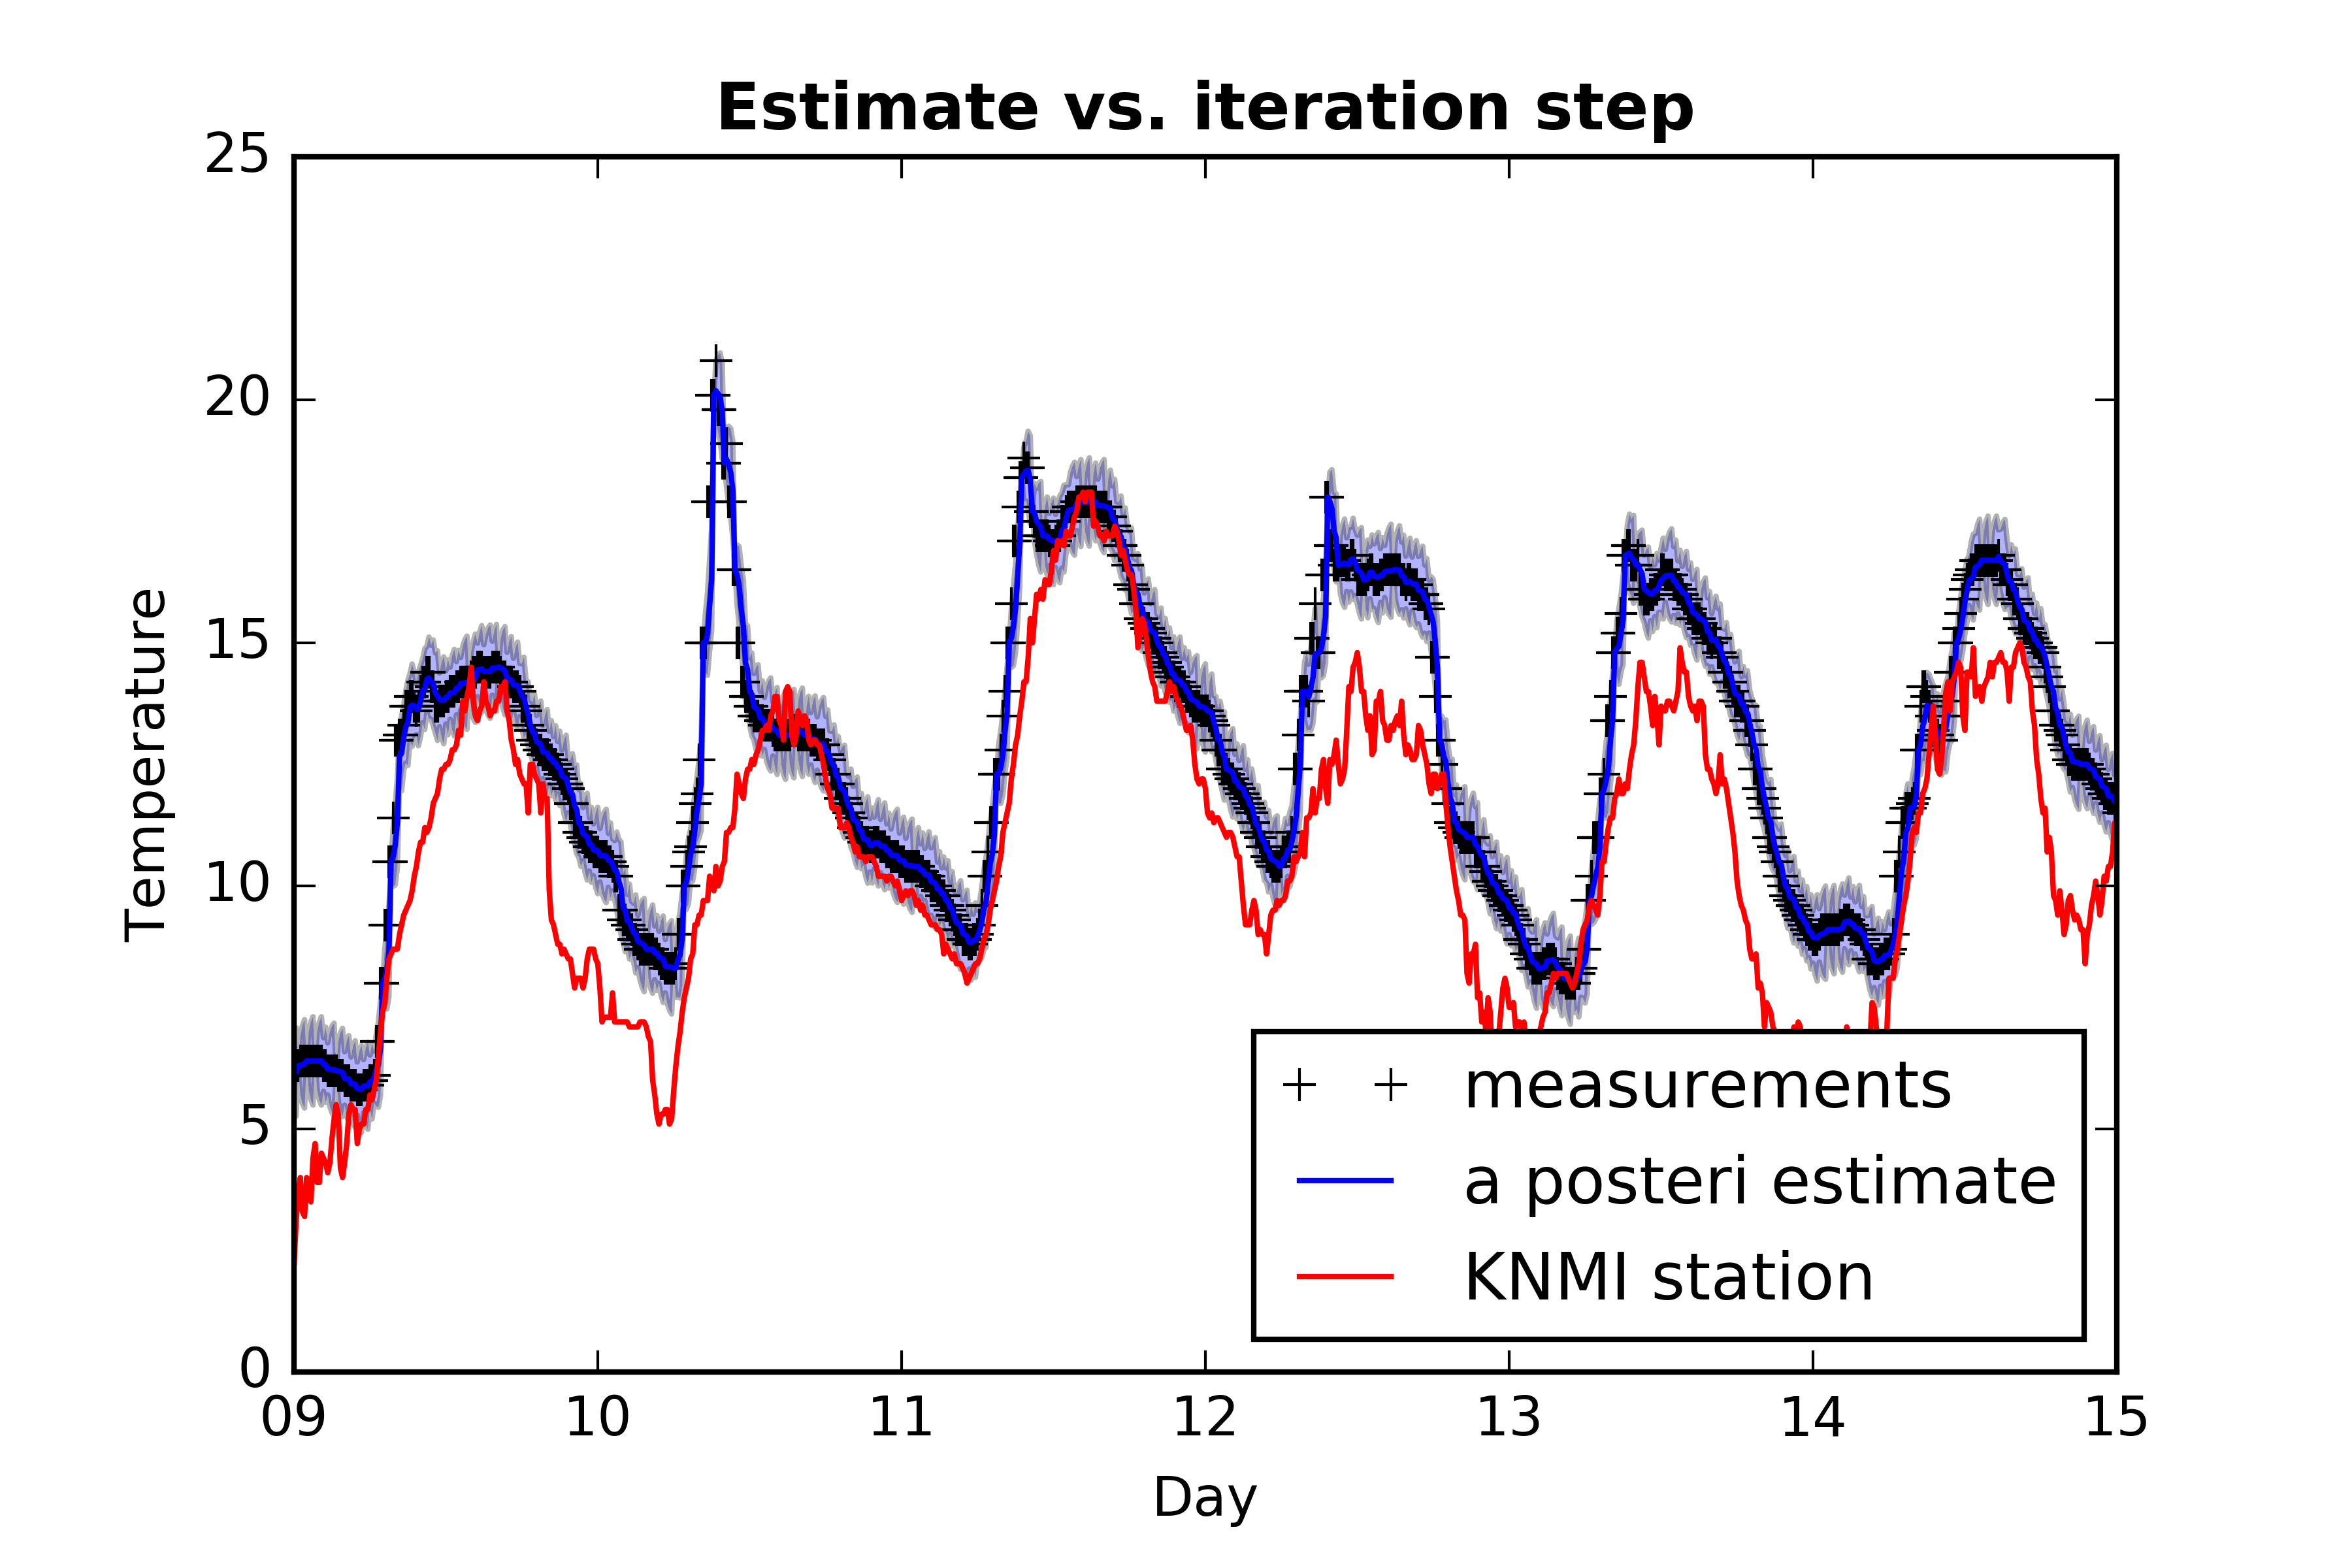 Estimate vs. iteration step
25
20
15
10
5
0
Temperature
09 10 11 12 13 14 15
Day
measurements
a posteri estimate
KNMI station